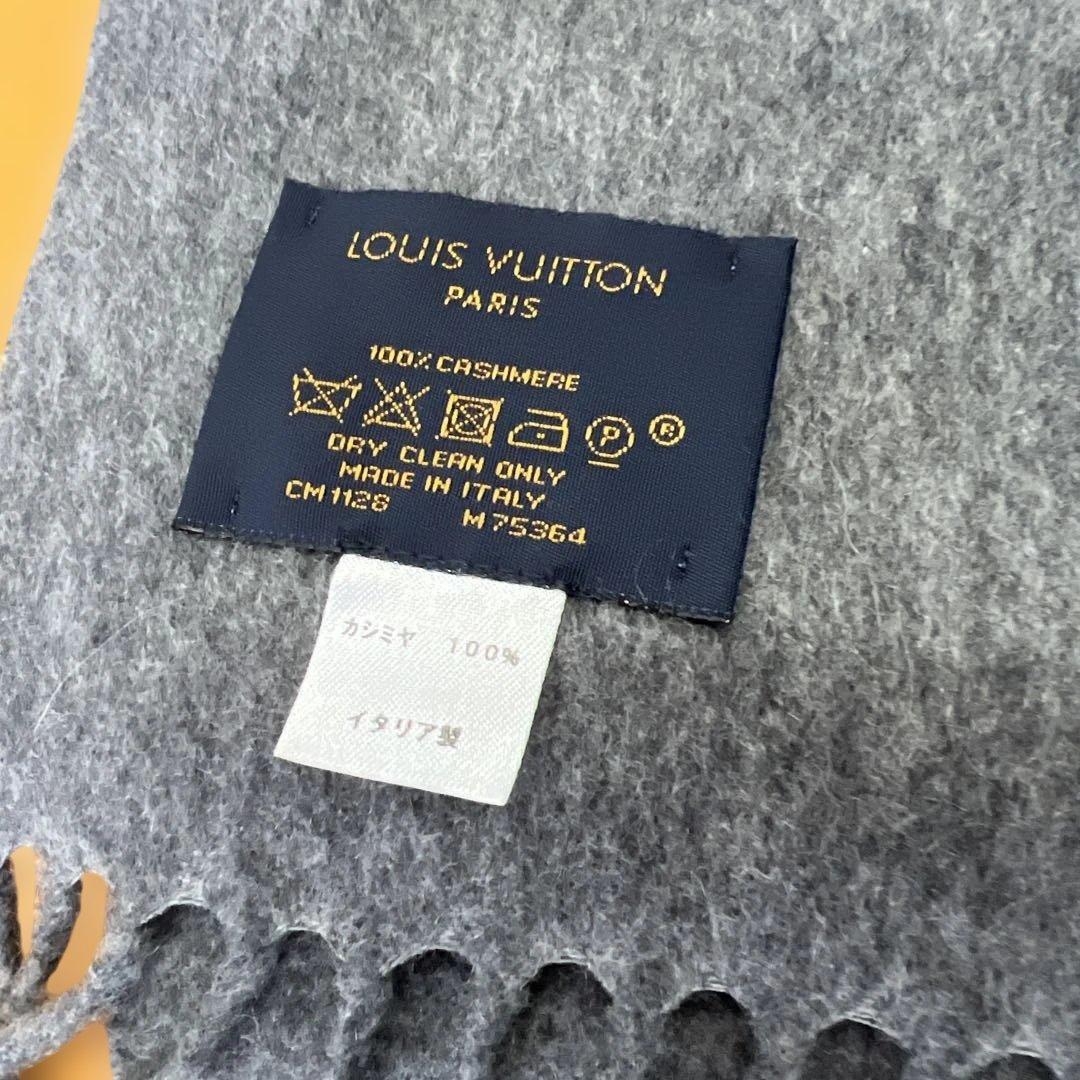 LOUIS VUITTON
PARIS
100% CASHMERE
P ®
DRY CLEAN ONLY
MADE IN ITALY
CM1128 M75364
カシミヤ 100%
イタリア製